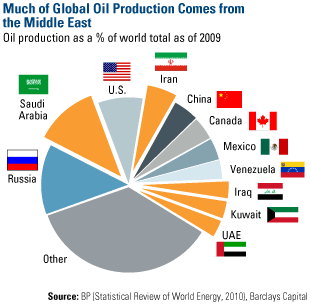 Much of Global Oil Production Comes from
the Middle East
Oil production as a % of world total as of 2009
Iran
U.S.
Saudi
Arabia
China
Canada
Mexico
Venezuela
Russia
Iraq
Kuwait
UAE
Other
Source: BP (Statistical Review of World Energy, 2010), Barclays Capital